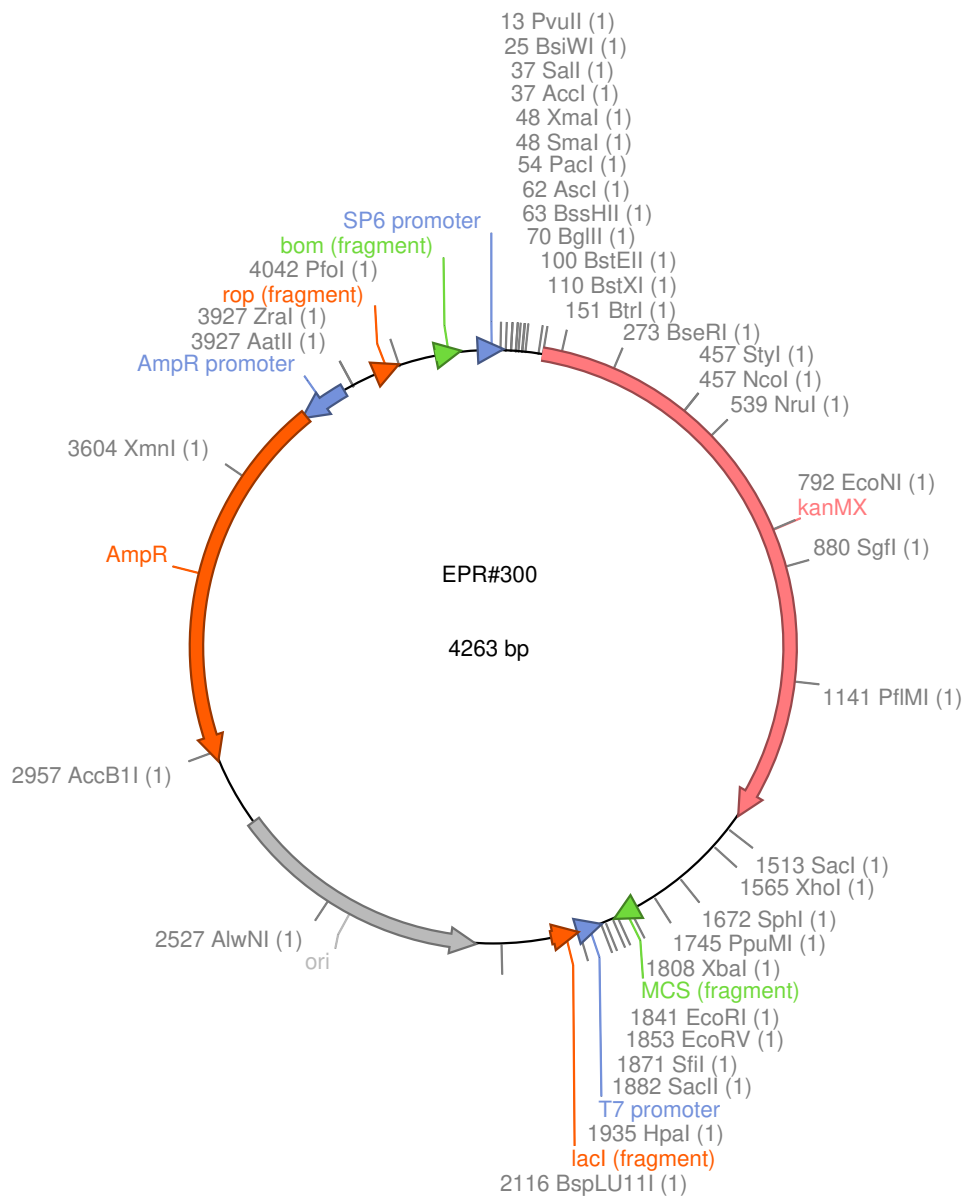 13 PvuII (1)
25 BsiWI (1)
37 SalI (1)
37 AccI (1)
48 XmaI (1)
48 SmaI (1)
54 PacI (1)
62 AscI (1)
63 BssHII (1)
70 BglII (1)
100 BstEII (1)
110 BstXI (1)
151 BtrI (1)
273 BseRI (1)
457 StyI (1)
457 NcoI (1)
539 NruI (1)
792 EcoNI (1)
kanMX
880 SgfI (1)
1141 PflMI (1)
1513 SacI (1)
1565 XhoI (1)
1672 SphI (1)
1745 PpuMI (1)
1808 XbaI (1)
MCS (fragment)
1841 EcoRI (1)
1853 EcoRV (1)
1871 SfiI (1)
1882 SacII (1)
T7 promoter
1935 HpaI (1)
lacI (fragment)
2116 BspLU11I (1)
ori
2527 AlwNI (1)
2957 AccB1I (1)
AmpR
3604 XmnI (1)
AmpR promoter
3927 AatII (1)
3927 ZraI (1)
rop (fragment)
4042 PfoI (1)
bom (fragment)
SP6 promoter
EPR#300
4263 bp